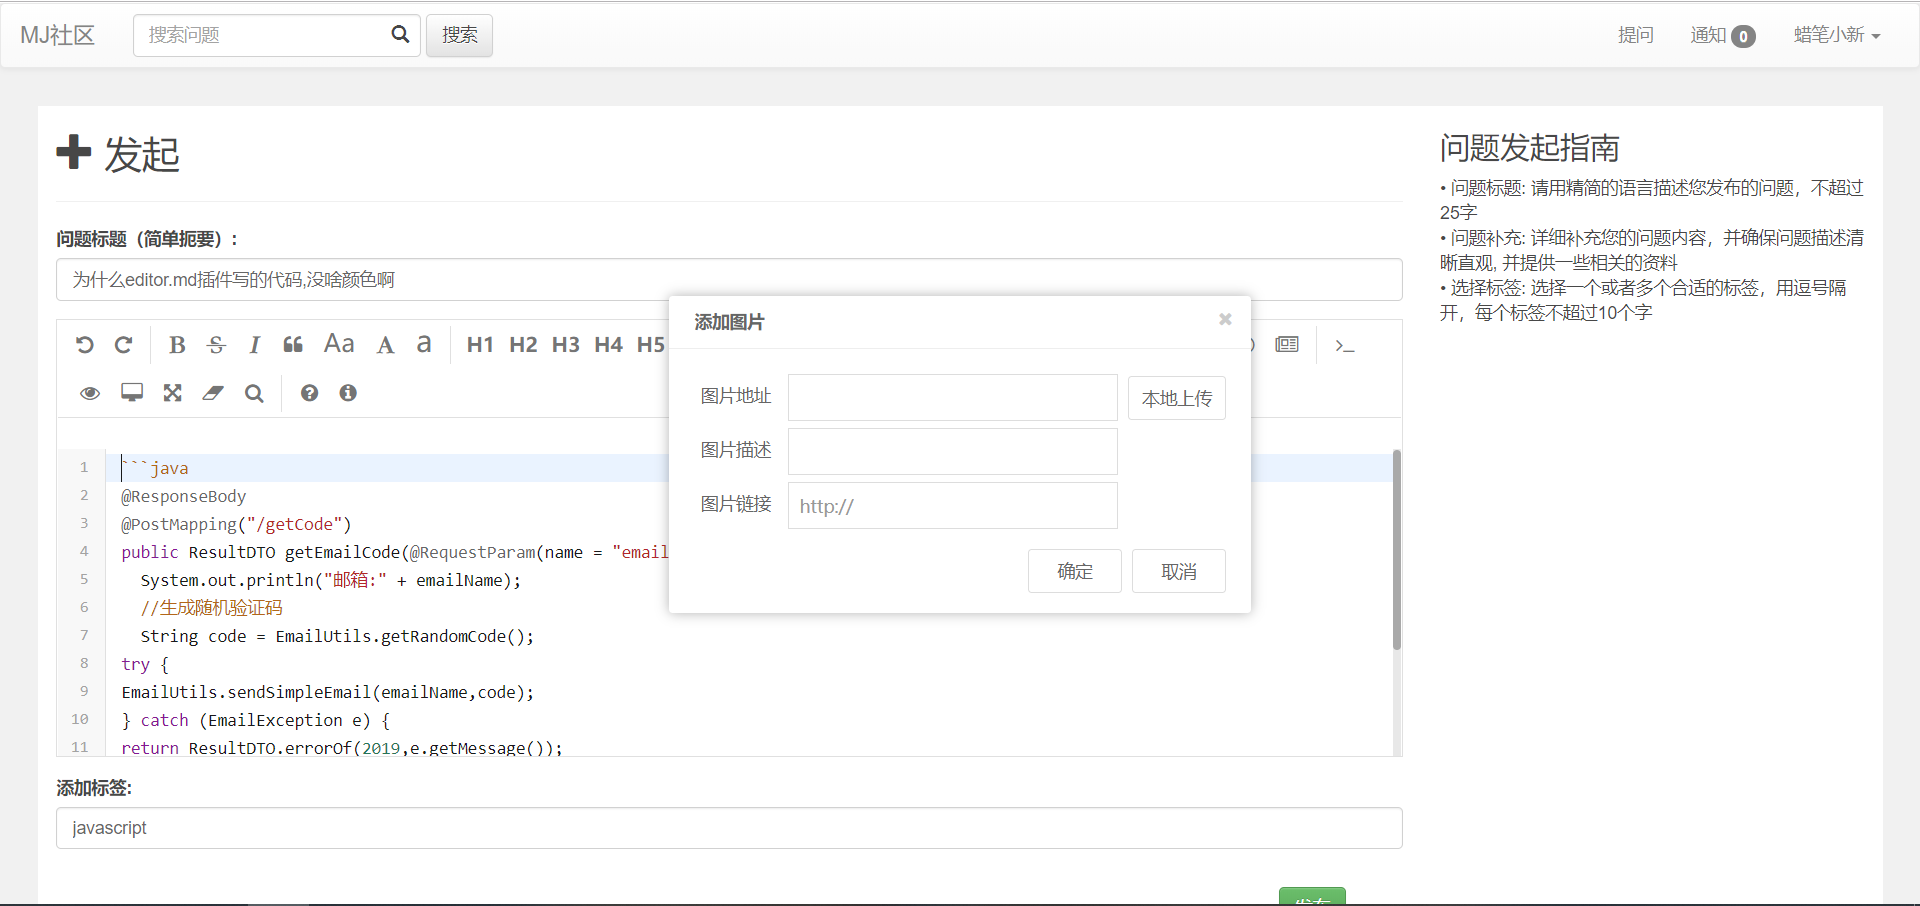 MJ社区
搜索问题
搜索
提问
通知 0
蜡笔小新
发起
问题标题（简单扼要）:
为什么editor.md插件写的代码,没啥颜色啊
B S I Aa A a H1 H2 H3 H4 H5
添加图片
图片地址
本地上传
图片描述
图片链接
http://
确定
取消
1 ```java
2 @ResponseBody
3 @PostMapping("/getCode")
4 public ResultDTO getEmailCode(@RequestParam(name = "email
5 System.out.println("邮箱:" + emailName);
6 //生成随机验证码
7 String code = EmailUtils.getRandomCode();
8 try {
9 EmailUtils.sendSimpleEmail(emailName,code);
10 } catch (EmailException e) {
11 return ResultDTO.errorOf(2019,e.getMessage());
添加标签:
javascript
问题发起指南
• 问题标题: 请用精简的语言描述您发布的问题，不超过
25字
• 问题补充: 详细补充您的问题内容，并确保问题描述清
晰直观, 并提供一些相关的资料
• 选择标签: 选择一个或者多个合适的标签，用逗号隔
开，每个标签不超过10个字